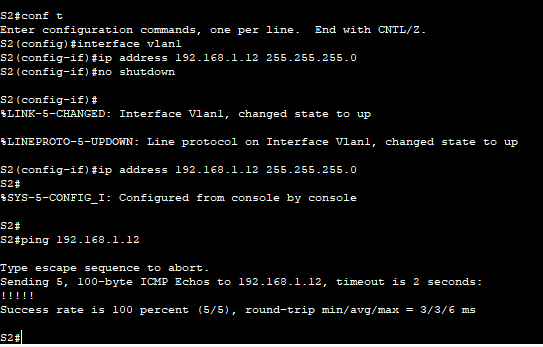 S2#conf t
Enter configuration commands, one per line.  End with CNTL/Z.
S2(config)#interface vlan1
S2(config-if)#ip address 192.168.1.12 255.255.255.0
S2(config-if)#no shutdown
S2(config-if)#
%LINK-5-CHANGED: Interface Vlan1, changed state to up
%LINEPROTO-5-UPDOWN: Line protocol on Interface Vlan1, changed state to up
S2(config-if)#ip address 192.168.1.12 255.255.255.0
S2#
%SYS-5-CONFIG_I: Configured from console by console
S2#
S2#ping 192.168.1.12
Type escape sequence to abort.
Sending 5, 100-byte ICMP Echos to 192.168.1.12, timeout is 2 seconds:
!!!!!
Success rate is 100 percent (5/5), round-trip min/avg/max = 3/3/6 ms
S2#